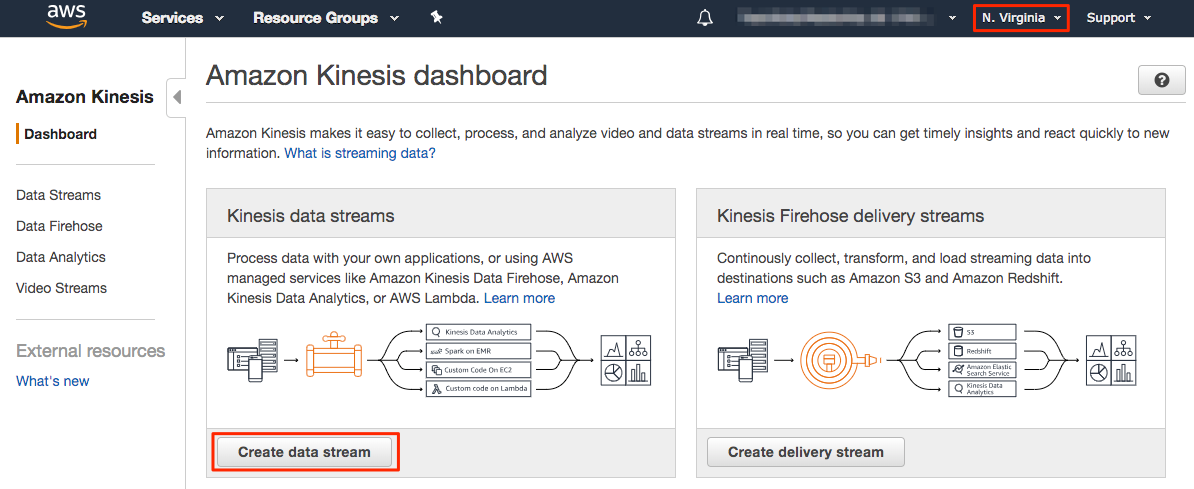 aws
Services
Resource Groups
N. Virginia
Support
Amazon Kinesis
Dashboard
Data Streams
Data Firehose
Data Analytics
Video Streams
External resources
What's new
Amazon Kinesis dashboard
?
Amazon Kinesis makes it easy to collect, process, and analyze video and data streams in real time, so you can get timely insights and react quickly to new
information. What is streaming data?
Kinesis data streams
Process data with your own applications, or using AWS
managed services like Amazon Kinesis Data Firehose, Amazon
Kinesis Data Analytics, or AWS Lambda. Learn more
Kinesis Data Analytics
Spark on EMR
Custom Code On EC2
Custom code on Lambda
Create data stream
Kinesis Firehose delivery streams
Continously collect, transform, and load streaming data into
destinations such as Amazon S3 and Amazon Redshift.
Learn more
S3
Redshift
Amazon Elastic
Search Service
Kinesis Data
Analytics
Create delivery stream